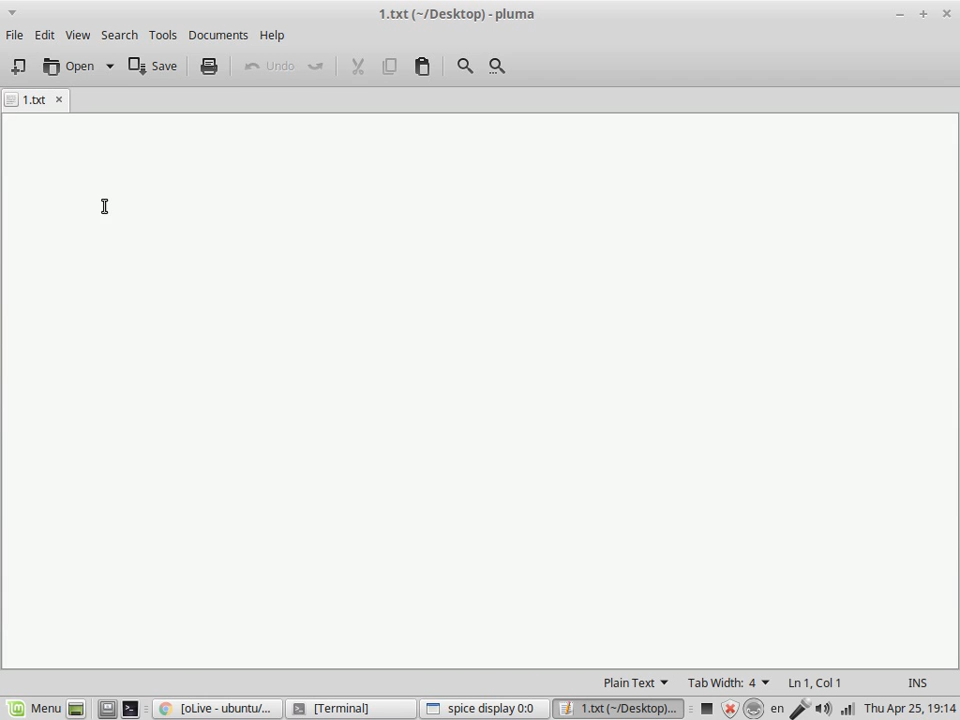 1.txt (~/Desktop) - pluma
File Edit View Search Tools Documents Help
Open Save Undo
1.txt
Plain Text Tab Width: 4 Ln 1, Col 1 INS
Menu [oLive - ubuntu/... [Terminal] spice display 0:0 1.txt (~/Desktop)... en Thu Apr 25, 19:14